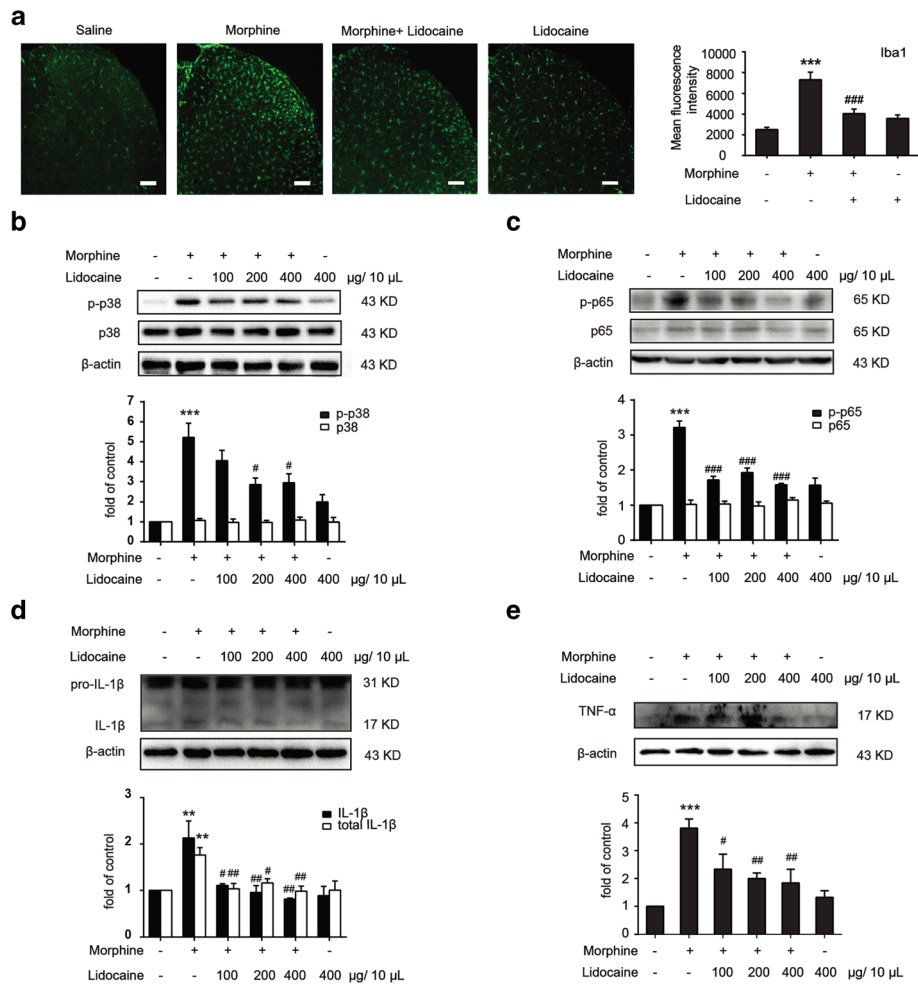 a
Saline
Morphine
Morphine+ Lidocaine
Lidocaine
Iba1
Mean fluorescence
intensity
10000
8000
6000
4000
2000
0
***
###
Morphine - + + -
Lidocaine - - + +
b
Morphine - + + + + -
Lidocaine - - 100 200 400 400 µg/ 10 µL
p-p38 43 KD
p38 43 KD
β-actin 43 KD
fold of control
7
6
5
4
3
2
1
0
***
# #
p-p38
p38
Morphine - + + + + -
Lidocaine - - 100 200 400 400 µg/ 10 µL
c
Morphine - + + + + -
Lidocaine - - 100 200 400 400 µg/ 10 µL
p-p65 65 KD
p65 65 KD
β-actin 43 KD
fold of control
4
3
2
1
0
***
### ### ###
p-p65
p65
Morphine - + + + + -
Lidocaine - - 100 200 400 400 µg/ 10 µL
d
Morphine - + + + + -
Lidocaine - - 100 200 400 400 µg/ 10 µL
pro-IL-1β 31 KD
IL-1β 17 KD
β-actin 43 KD
fold of control
3
2
1
0
** **
# ## ## # ## ##
IL-1β
total IL-1β
Morphine - + + + + -
Lidocaine - - 100 200 400 400 µg/ 10 µL
e
Morphine - + + + + -
Lidocaine - - 100 200 400 400 µg/ 10 µL
TNF-α 17 KD
β-actin 43 KD
fold of control
5
4
3
2
1
0
***
# ## ##
Morphine - + + + + -
Lidocaine - - 100 200 400 400 µg/ 10 µL